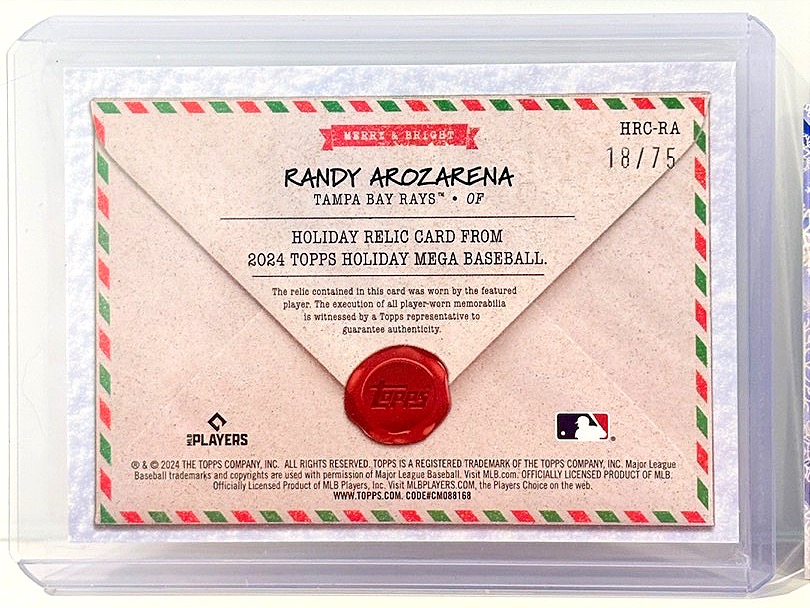 MERRY & BRIGHT
HRC-RA
18/75
RANDY AROZARENA
TAMPA BAY RAYS™ • OF
HOLIDAY RELIC CARD FROM
2024 TOPPS HOLIDAY MEGA BASEBALL.
The relic contained in this card was worn by the featured
player. The execution of all player-worn memorabilia
is witnessed by a Topps representative to
guarantee authenticity.
topps
MLB PLAYERS
® & © 2024 THE TOPPS COMPANY, INC. ALL RIGHTS RESERVED. TOPPS IS A REGISTERED TRADEMARK OF THE TOPPS COMPANY, INC. Major League
Baseball trademarks and copyrights are used with permission of Major League Baseball. Visit MLB.com. OFFICIALLY LICENSED PRODUCT OF MLB.
Officially Licensed Product of MLB Players, Inc. Visit MLBPLAYERS.COM, the Players Choice on the web.
WWW.TOPPS.COM. CODE#CMO88168